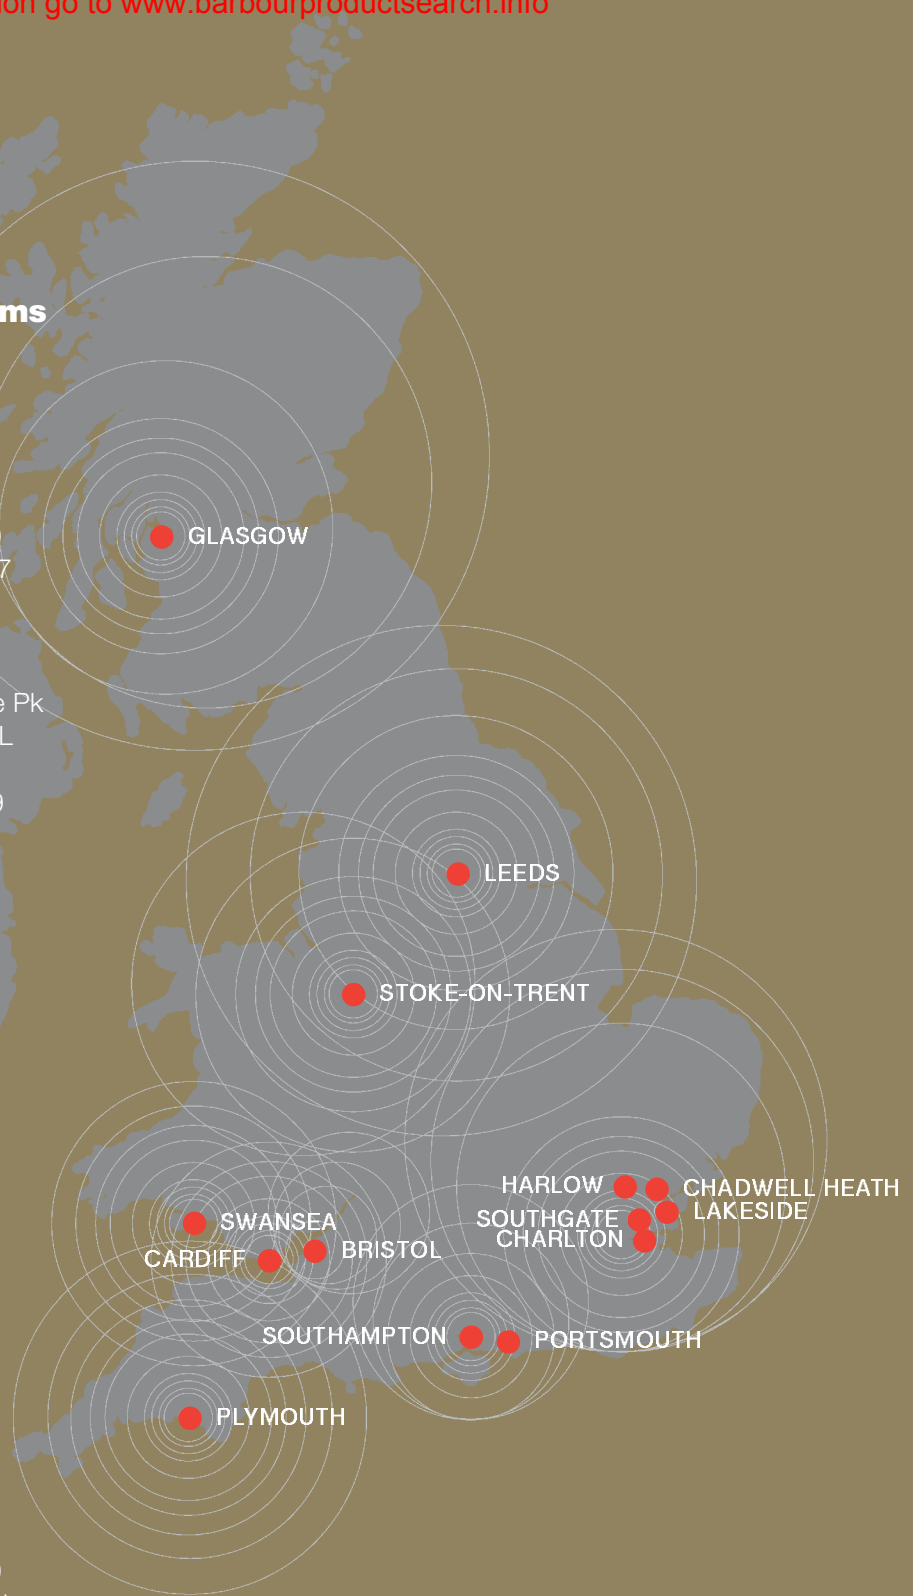 on go to www.barbourproductsearch.info
ms
GLASGOW
7
e Pk
L
9
LEEDS
STOKE-ON-TRENT
HARLOW
CHADWELL HEATH
LAKESIDE
SOUTHGATE
CHARLTON
SWANSEA
BRISTOL
CARDIFF
SOUTHAMPTON
PORTSMOUTH
PLYMOUTH